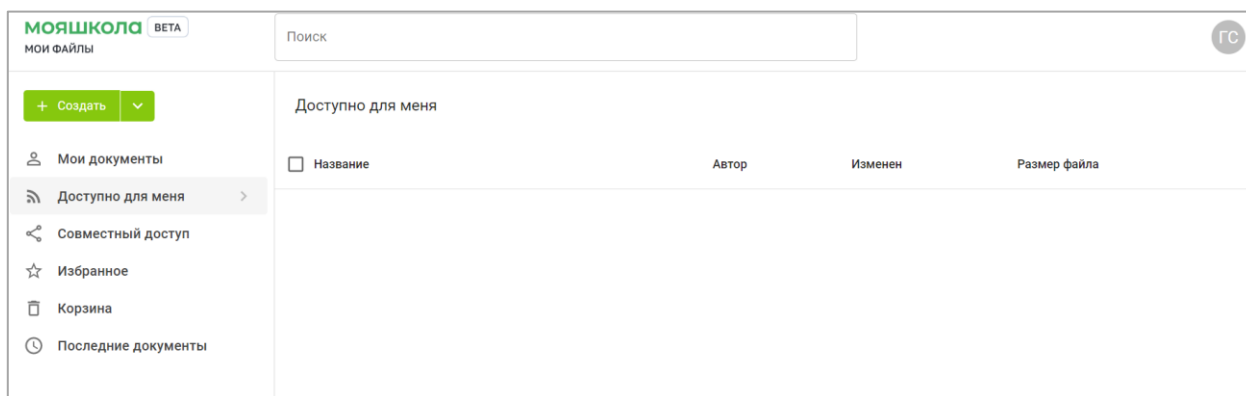 МОЯШКОЛА BETA
МОИ ФАЙЛЫ
Поиск
ГС
+ Создать
Мои документы
Доступно для меня
Совместный доступ
Избранное
Корзина
Последние документы
Доступно для меня
Название Автор Изменен Размер файла